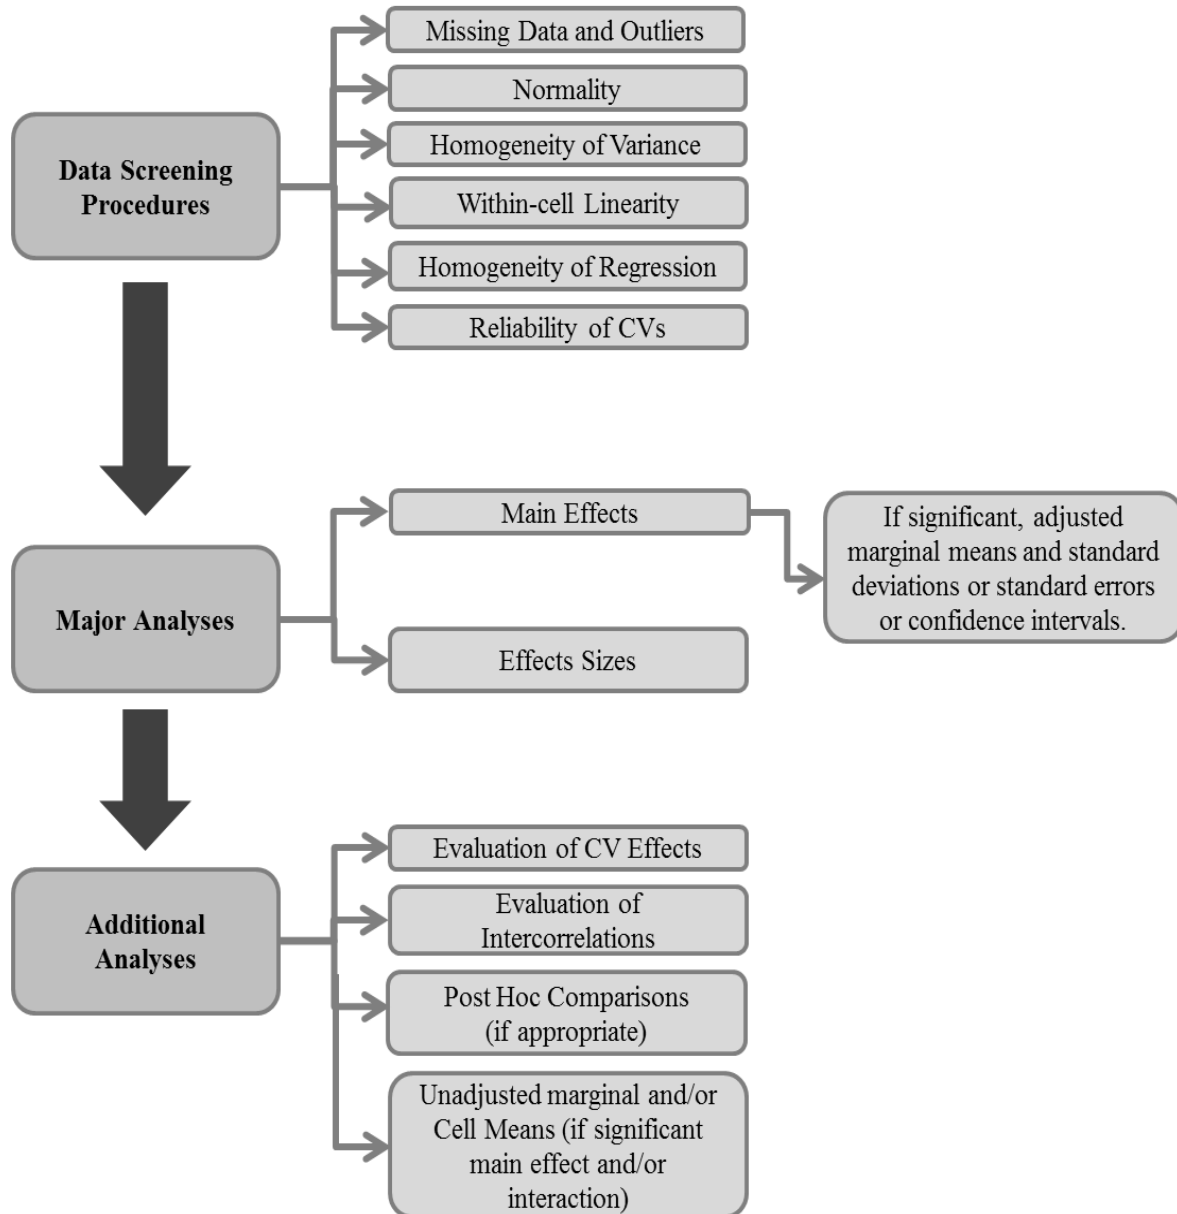 Data Screening
Procedures
Missing Data and Outliers
Normality
Homogeneity of Variance
Within-cell Linearity
Homogeneity of Regression
Reliability of CVs
Major Analyses
Main Effects
If significant, adjusted
marginal means and standard
deviations or standard errors
or confidence intervals.
Effects Sizes
Additional
Analyses
Evaluation of CV Effects
Evaluation of
Intercorrelations
Post Hoc Comparisons
(if appropriate)
Unadjusted marginal and/or
Cell Means (if significant
main effect and/or
interaction)